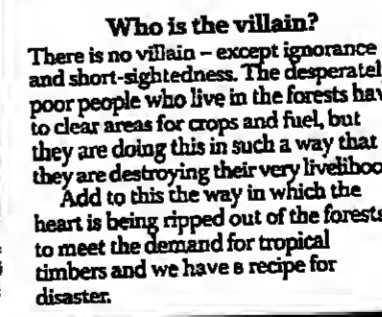 Who is the villain?
There is no villain – except ignorance
and short-sightedness. The desperatel
poor people who live in the forests hav
to clear areas for crops and fuel, but
they are doing this in such a way that
they are destroying their very livelihoo
Add to this the way in which the
heart is being ripped out of the forests
to meet the demand for tropical
timbers and we have a recipe for
disaster.